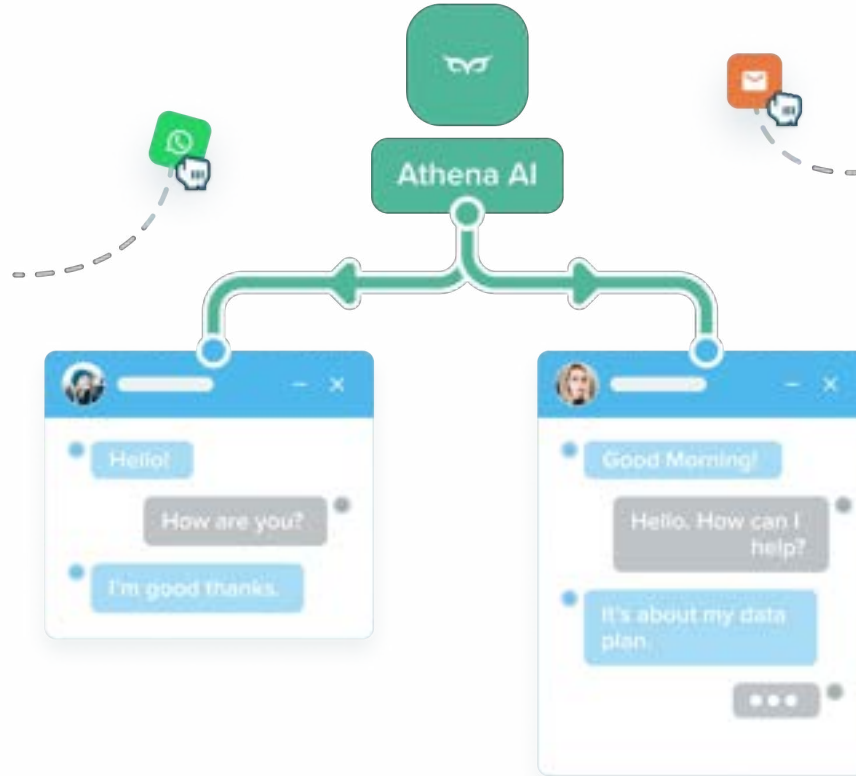 Athena AI
Hello!
How are you?
I'm good thanks.
Good Morning!
Hello. How can I
help?
It's about my data
plan.